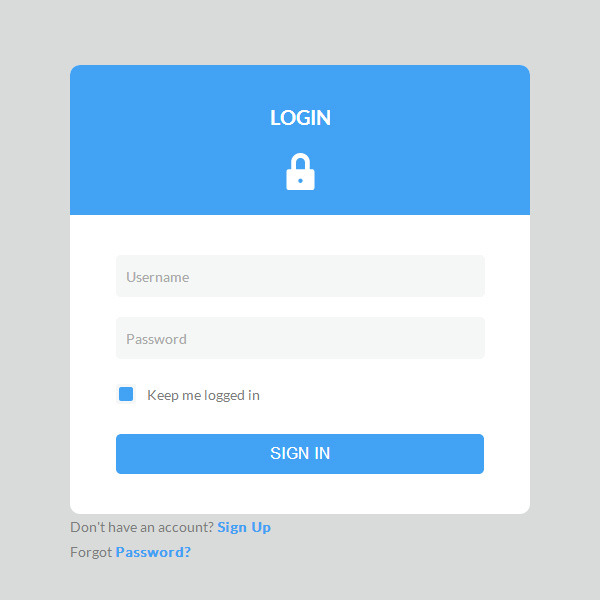 LOGIN
Username
Password
Keep me logged in
SIGN IN
Don't have an account? Sign Up
Forgot Password?